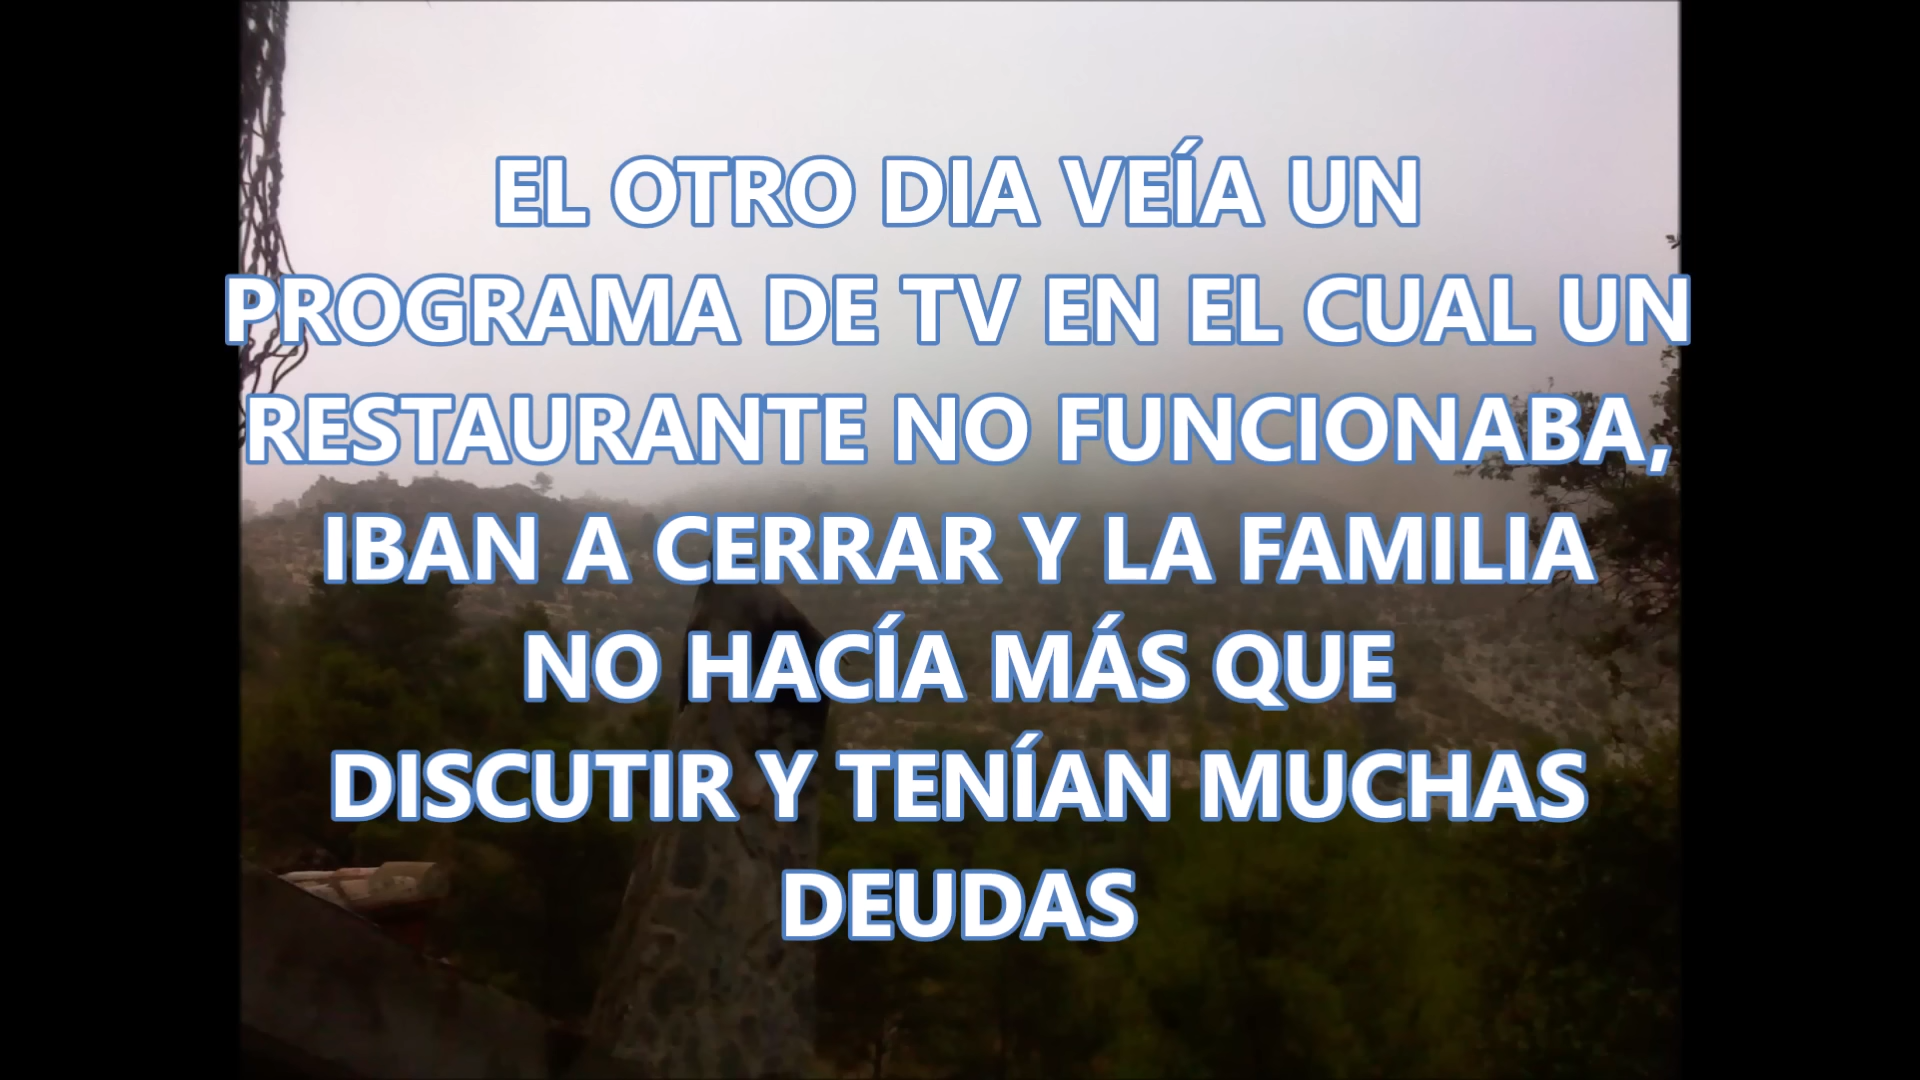 EL OTRO DIA VEÍA UN
PROGRAMA DE TV EN EL CUAL UN
RESTAURANTE NO FUNCIONABA,
IBAN A CERRAR Y LA FAMILIA
NO HACÍA MÁS QUE
DISCUTIR Y TENÍAN MUCHAS
DEUDAS